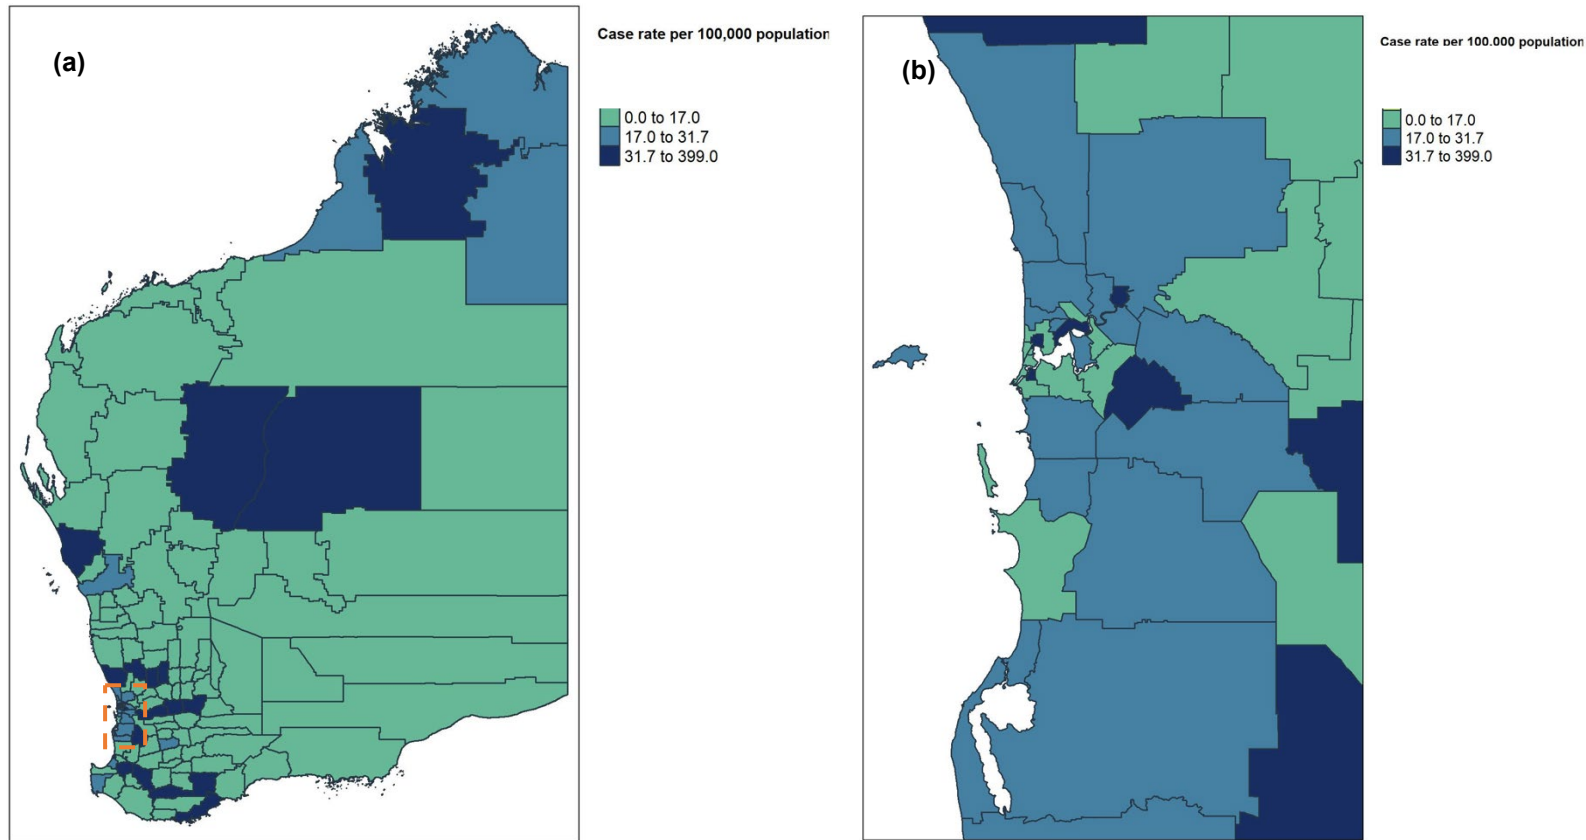 (a)
Case rate per 100,000 population
0.0 to 17.0
17.0 to 31.7
31.7 to 399.0
(b)
Case rate per 100.000 population
0.0 to 17.0
17.0 to 31.7
31.7 to 399.0